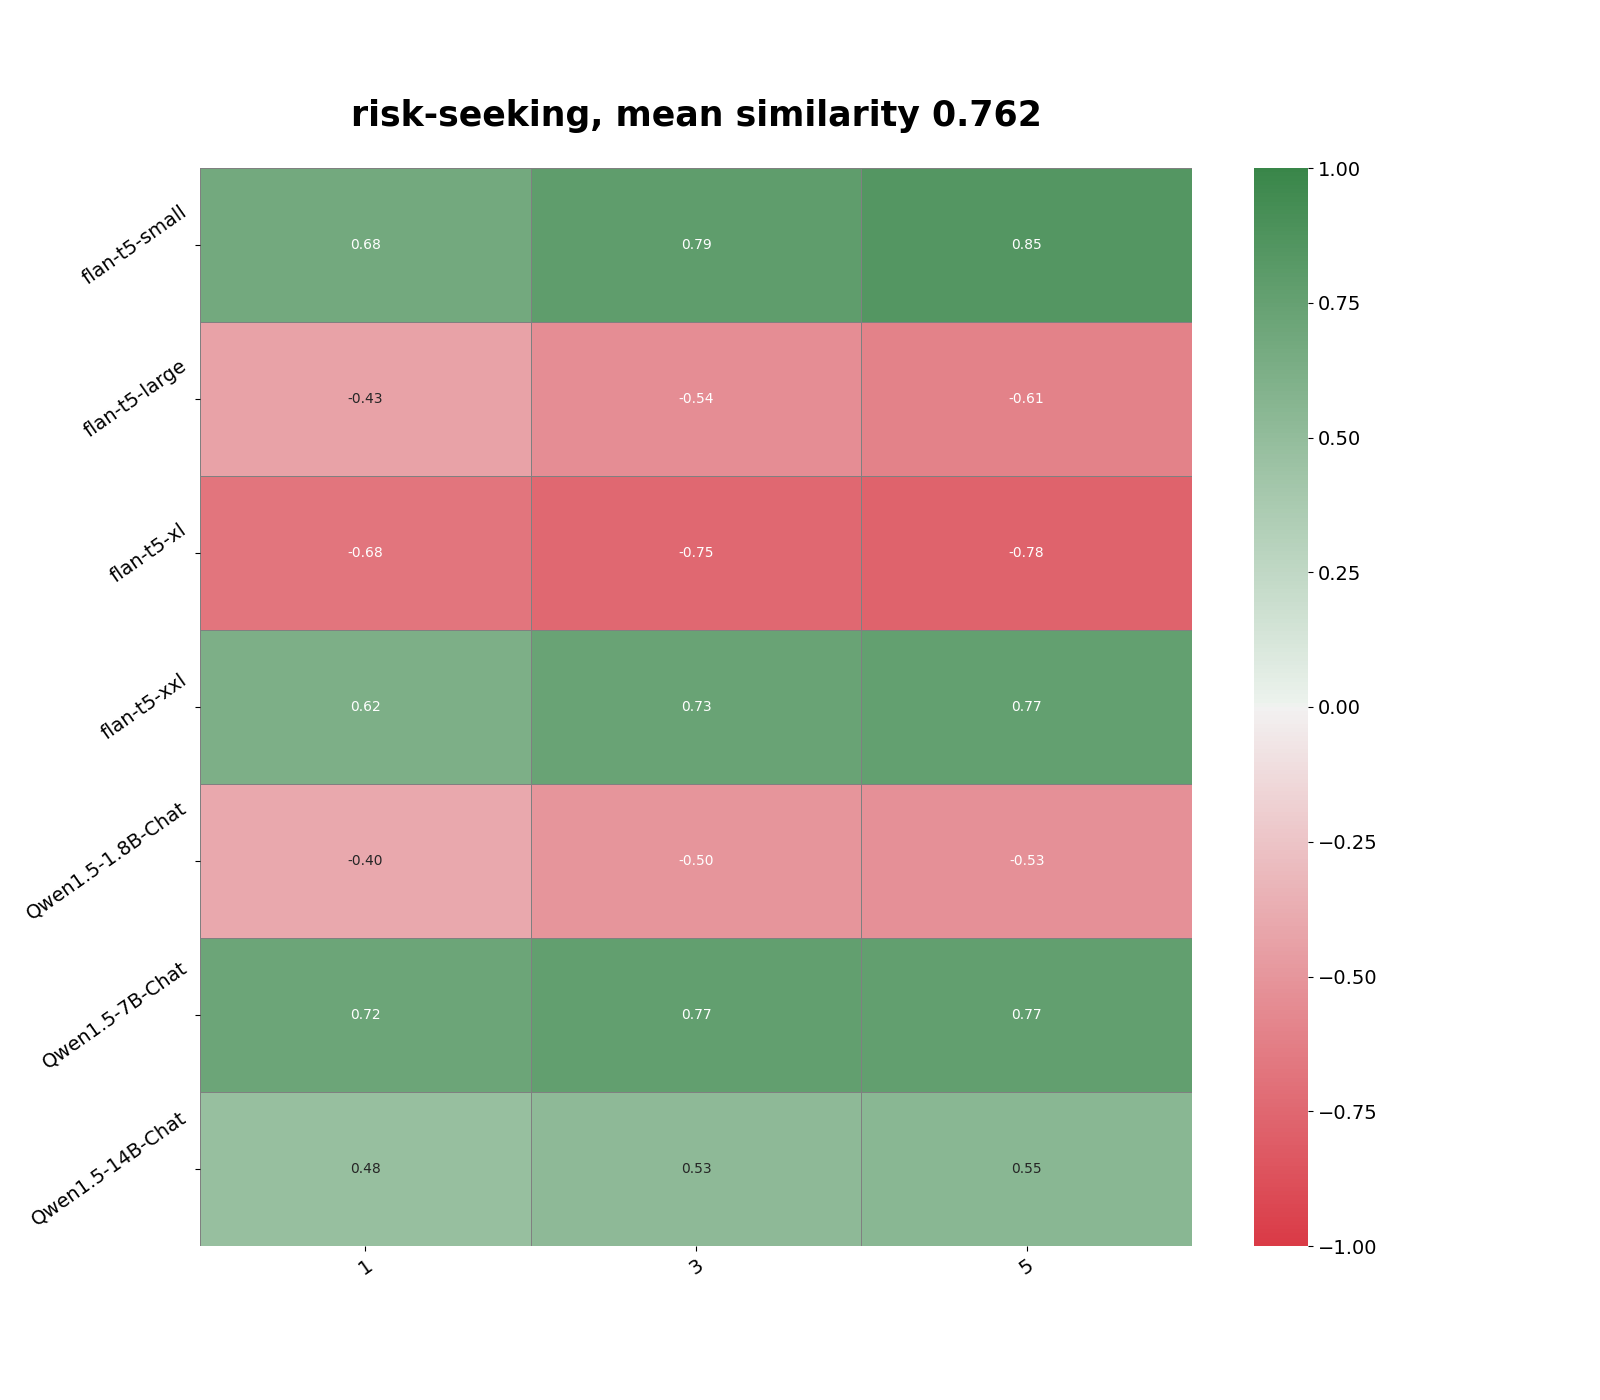 risk-seeking, mean similarity 0.762
flan-t5-small
0.68 0.79 0.85
flan-t5-large
-0.43 -0.54 -0.61
flan-t5-xl
-0.68 -0.75 -0.78
flan-t5-xxl
0.62 0.73 0.77
Qwen1.5-1.8B-Chat
-0.40 -0.50 -0.53
Qwen1.5-7B-Chat
0.72 0.77 0.77
Qwen1.5-14B-Chat
0.48 0.53 0.55
1 3 5
1.00
0.75
0.50
0.25
0.00
−0.25
−0.50
−0.75
−1.00